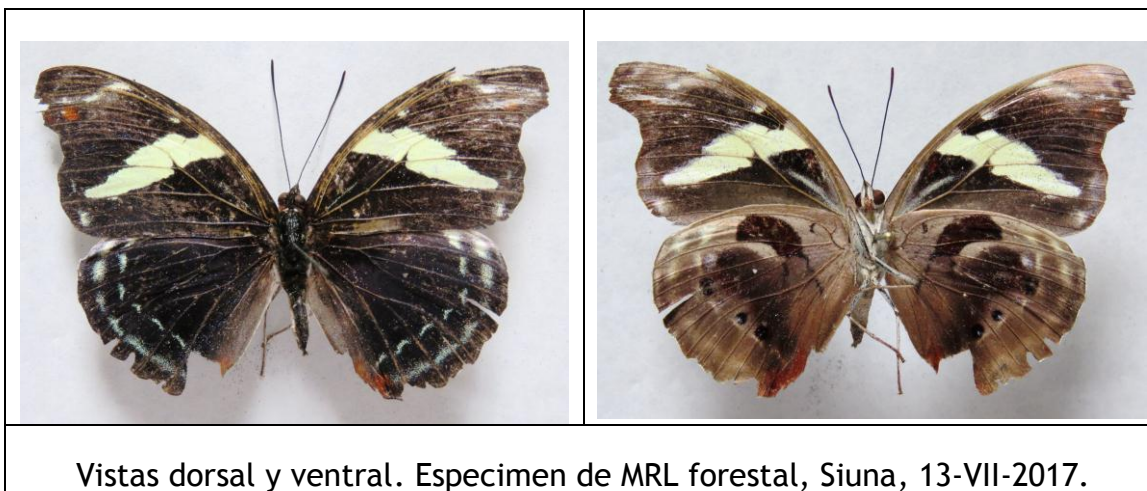 Vistas dorsal y ventral. Especimen de MRL forestal, Siuna, 13-VII-2017.